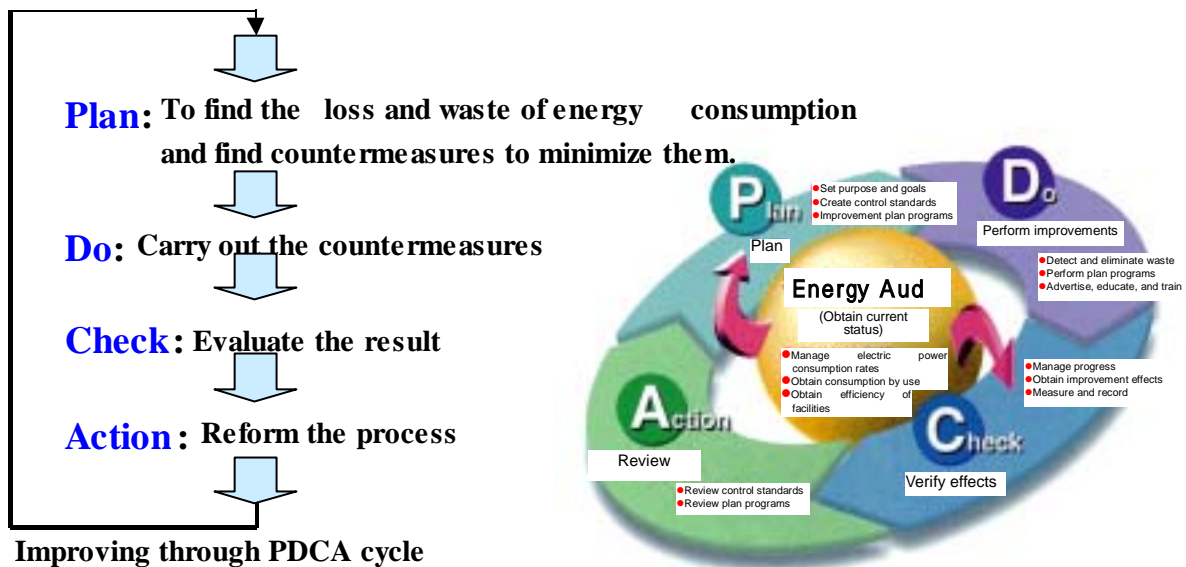 Plan: To find the loss and waste of energy consumption
and find countermeasures to minimize them.
Do: Carry out the countermeasures
Check: Evaluate the result
Action: Reform the process
Improving through PDCA cycle
Plan
Plan
●Set purpose and goals
●Create control standards
●Improvement plan programs
Do
Perform improvements
●Detect and eliminate waste
●Perform plan programs
●Advertise, educate, and train
Energy Aud
(Obtain current
status)
●Manage electric power
consumption rates
●Obtain consumption by use
●Obtain efficiency of
facilities
●Manage progress
●Obtain improvement effects
●Measure and record
Check
Verify effects
Action
Review
●Review control standards
●Review plan programs